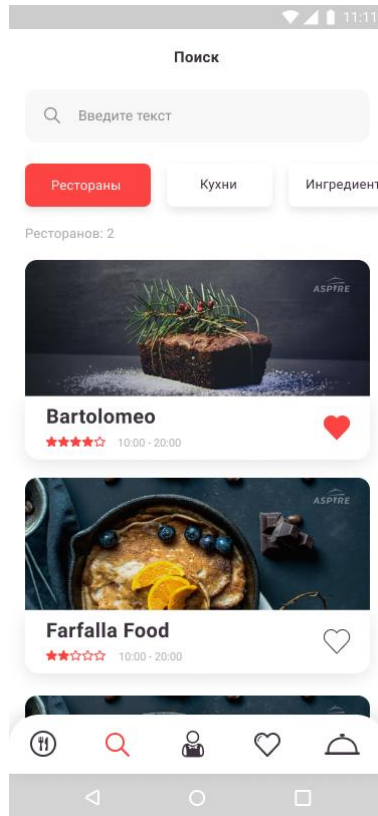 11:11
Поиск
Введите текст
Рестораны Кухни Ингредиент
Ресторанов: 2
ASPIRE
Bartolomeo
10:00 - 20:00
ASPIRE
Farfalla Food
10:00 - 20:00